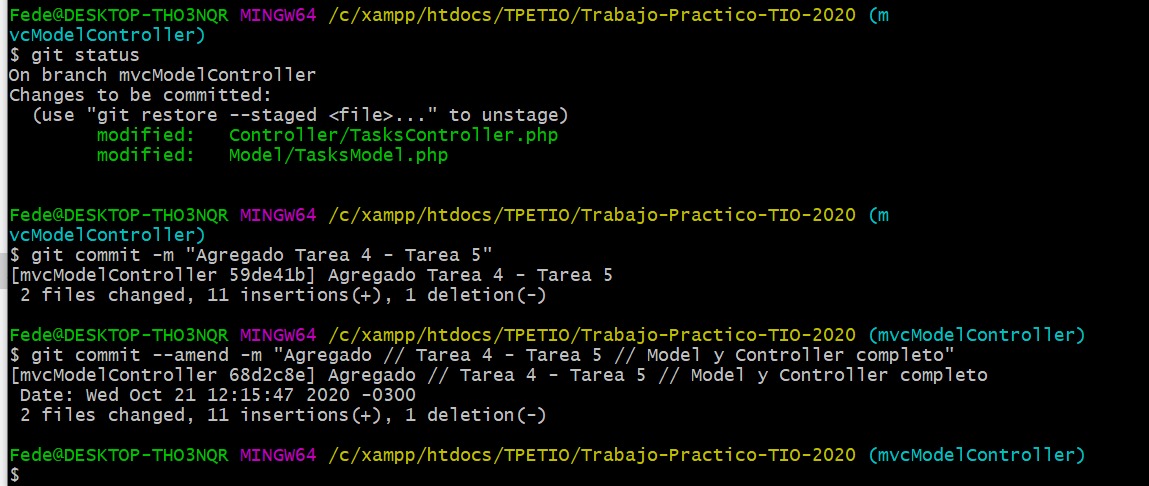 Fede@DESKTOP-THO3NQR MINGW64 /c/xampp/htdocs/TPETIO/Trabajo-Practico-TIO-2020 (m
vcModelController)
$ git status
On branch mvcModelController
Changes to be committed:
  (use "git restore --staged <file>..." to unstage)
        modified:   Controller/TasksController.php
        modified:   Model/TasksModel.php
Fede@DESKTOP-THO3NQR MINGW64 /c/xampp/htdocs/TPETIO/Trabajo-Practico-TIO-2020 (m
vcModelController)
$ git commit -m "Agregado Tarea 4 - Tarea 5"
[mvcModelController 59de41b] Agregado Tarea 4 - Tarea 5
 2 files changed, 11 insertions(+), 1 deletion(-)
Fede@DESKTOP-THO3NQR MINGW64 /c/xampp/htdocs/TPETIO/Trabajo-Practico-TIO-2020 (mvcModelController)
$ git commit --amend -m "Agregado // Tarea 4 - Tarea 5 // Model y Controller completo"
[mvcModelController 68d2c8e] Agregado // Tarea 4 - Tarea 5 // Model y Controller completo
 Date: Wed Oct 21 12:15:47 2020 -0300
 2 files changed, 11 insertions(+), 1 deletion(-)
Fede@DESKTOP-THO3NQR MINGW64 /c/xampp/htdocs/TPETIO/Trabajo-Practico-TIO-2020 (mvcModelController)
$